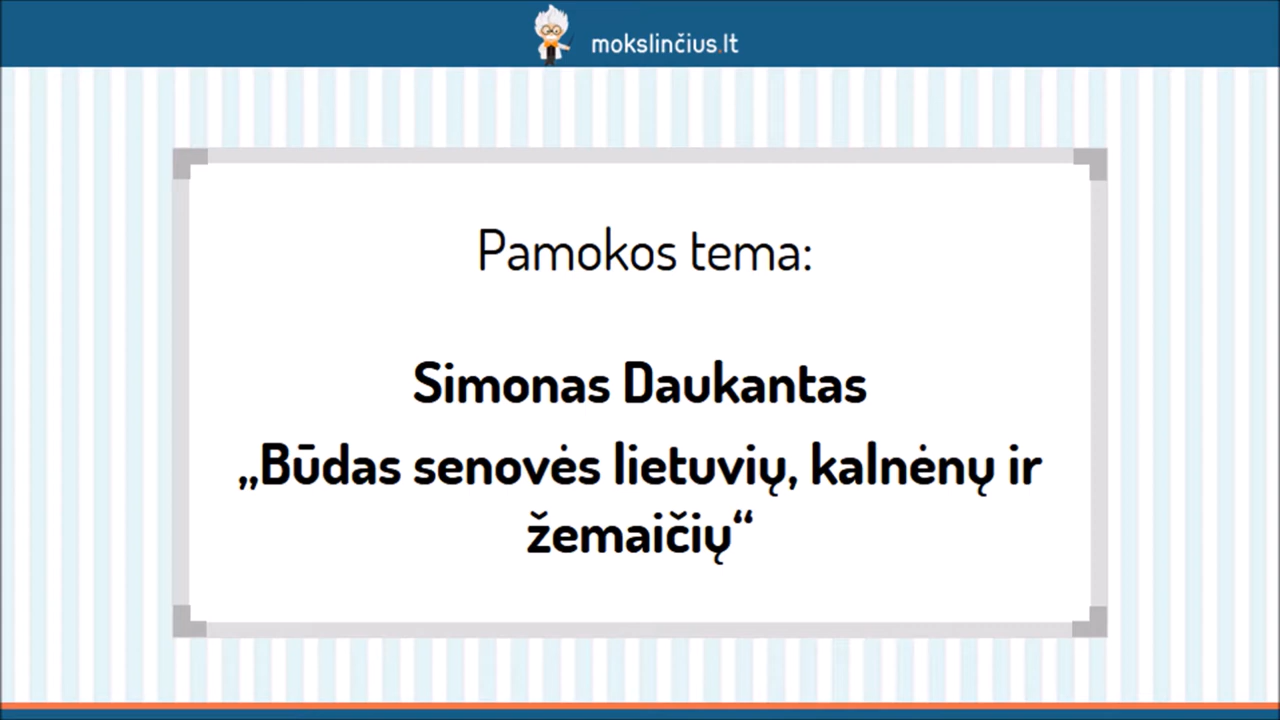 mokslinčius.lt
Pamokos tema:
Simonas Daukantas
„Būdas senovės lietuvių, kalnėnų ir
žemaičių“